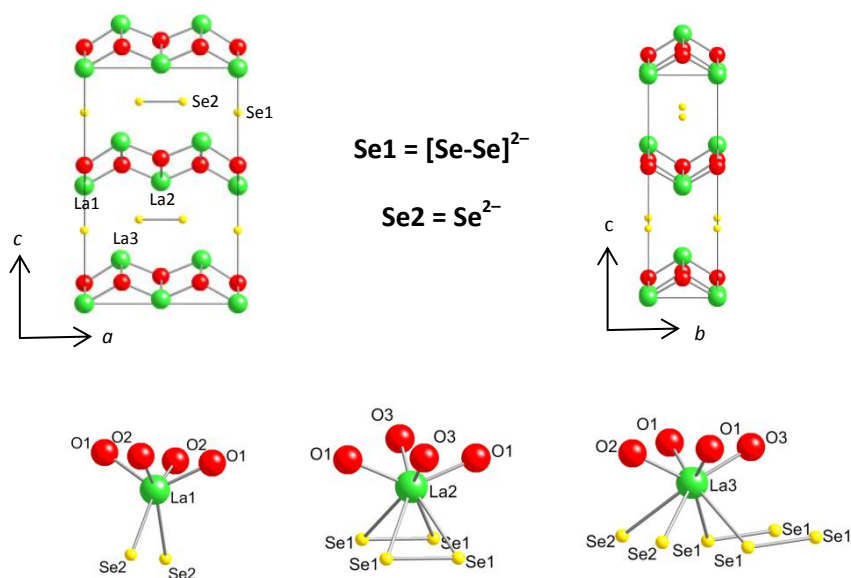 Se2
Se1
Se1 = [Se-Se]²⁻
La1
La2
Se2 = Se²⁻
La3
c
a
c
b
O1
O2
O2
O1
La1
Se2
Se2
O3
O1
O3
O1
La2
Se1
Se1
Se1
Se1
O1
O2
O1
O3
La3
Se2
Se2
Se1
Se1
Se1
Se1